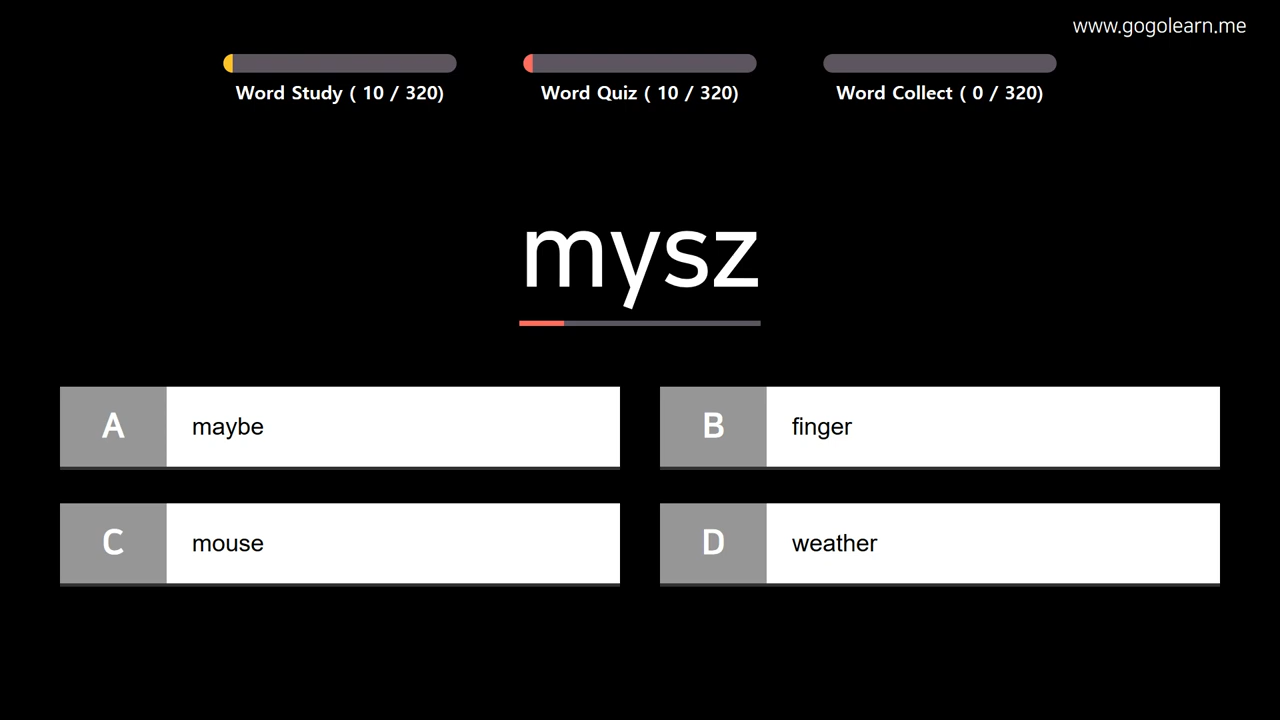 www.gogolearn.me
Word Study ( 10 / 320)
Word Quiz ( 10 / 320)
Word Collect ( 0 / 320)
mysz
A maybe
B finger
C mouse
D weather